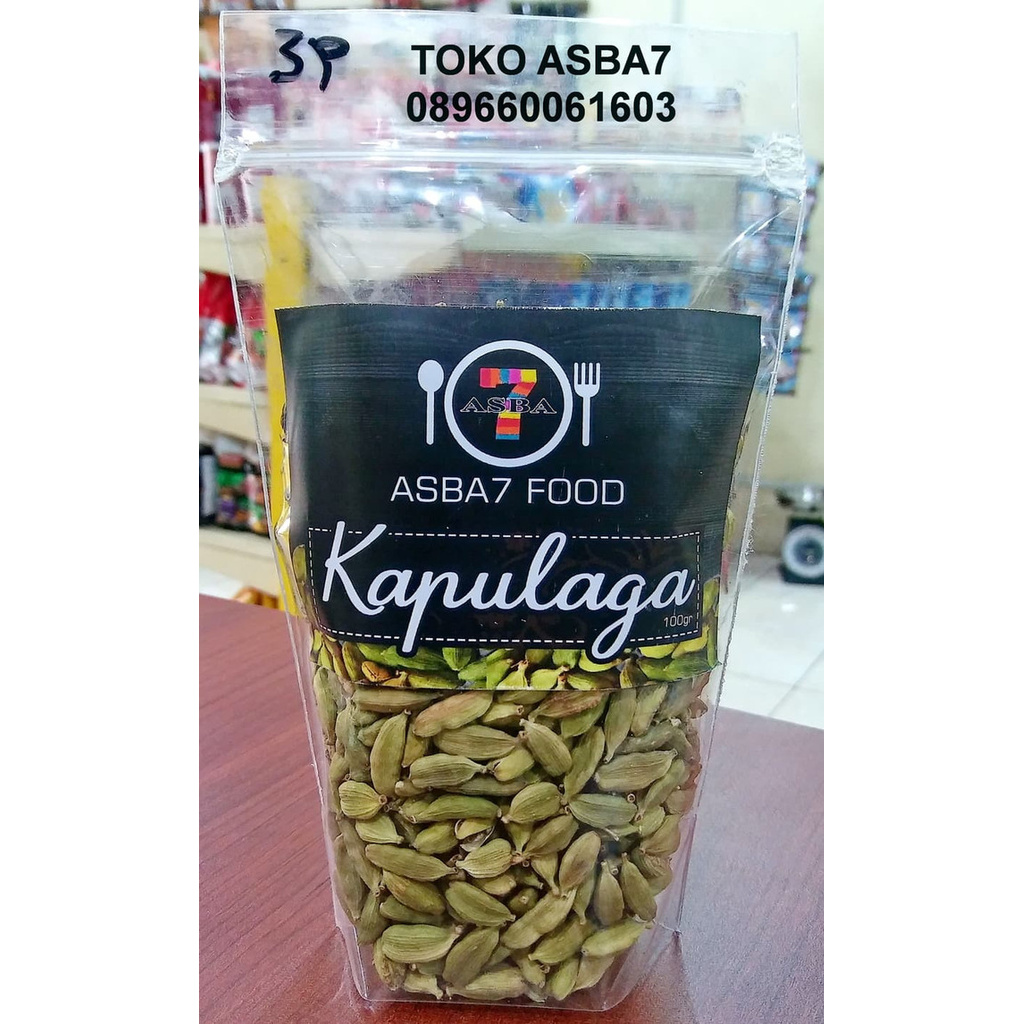 3P
TOKO ASBA7
089660061603
7
ASBA
ASBA7 FOOD
Kapulaga
100gr